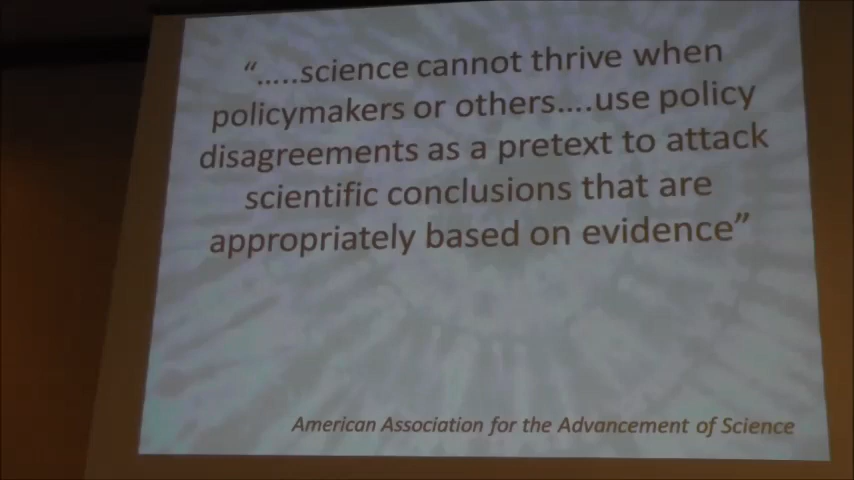 “.....science cannot thrive when
policymakers or others....use policy
disagreements as a pretext to attack
scientific conclusions that are
appropriately based on evidence”
American Association for the Advancement of Science